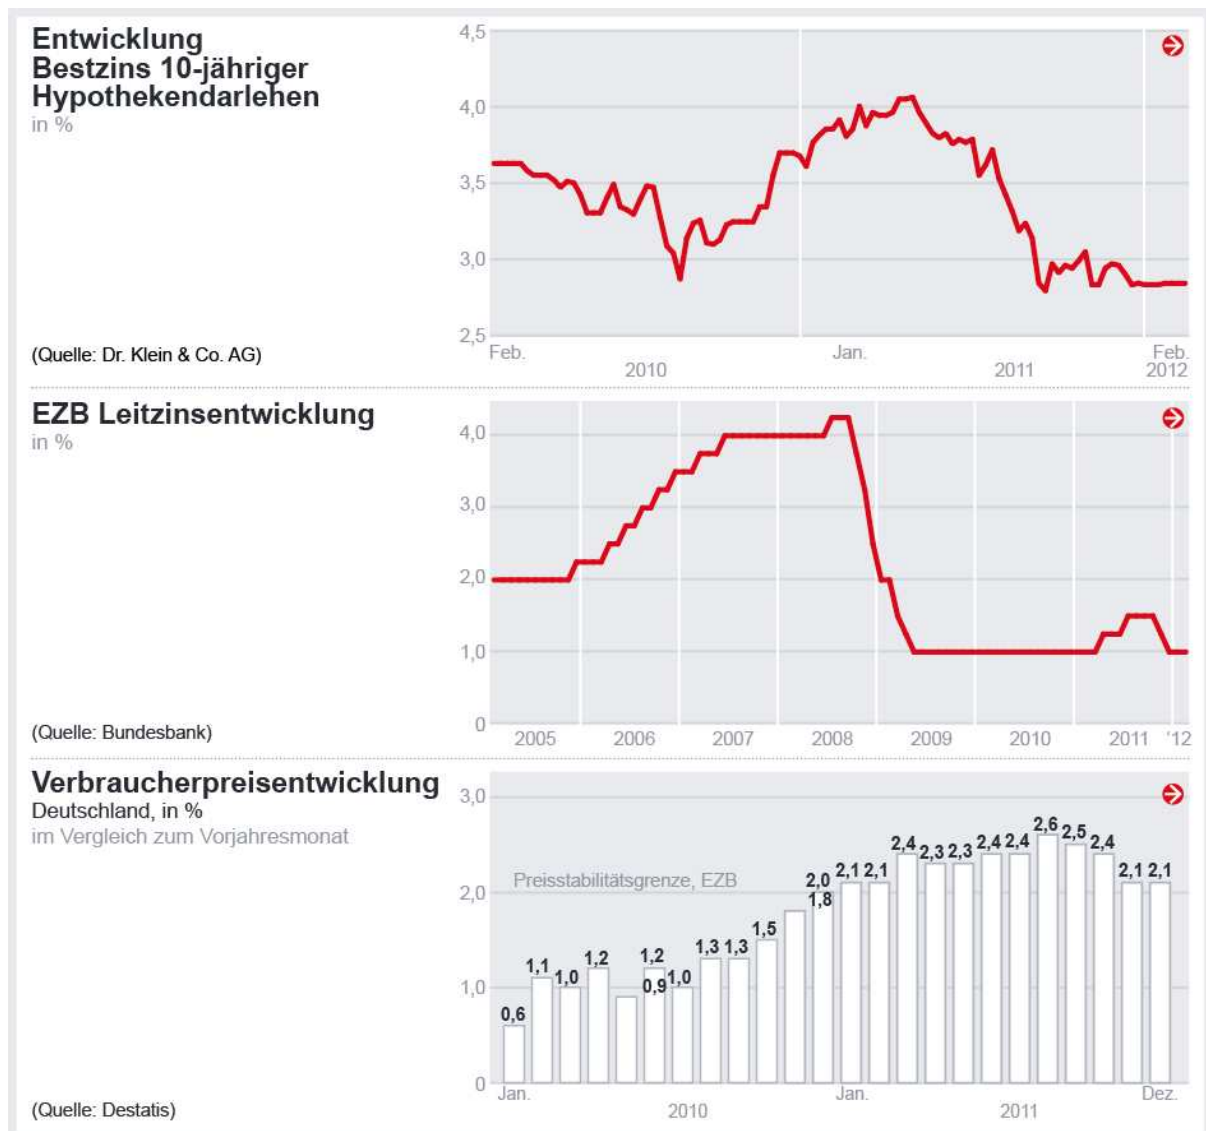 Entwicklung
Bestzins 10-jähriger
Hypothekendarlehen
in %
(Quelle: Dr. Klein & Co. AG)
4,5
4,0
3,5
3,0
2,5
Feb. Jan. Feb.
2010 2011 2012
EZB Leitzinsentwicklung
in %
(Quelle: Bundesbank)
4,0
3,0
2,0
1,0
0
2005 2006 2007 2008 2009 2010 2011 '12
Verbraucherpreisentwicklung
Deutschland, in %
im Vergleich zum Vorjahresmonat
(Quelle: Destatis)
3,0
2,0
1,0
0
Preisstabilitätsgrenze, EZB
0,6 1,1 1,0 1,2 0,9 1,2 1,0 1,3 1,3 1,5 1,8 2,0 2,1 2,1 2,4 2,3 2,3 2,4 2,4 2,6 2,5 2,4 2,1 2,1
Jan. Jan. Dez.
2010 2011